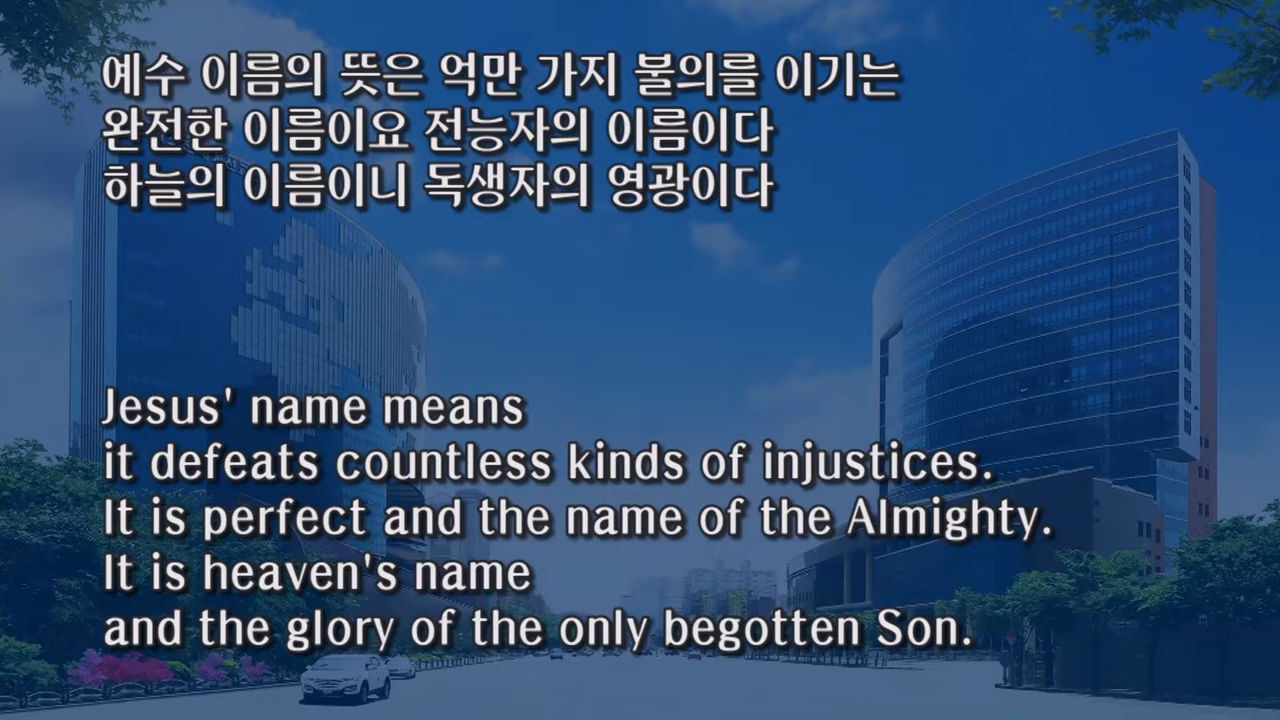 예수 이름의 뜻은 억만 가지 불의를 이기는
완전한 이름이요 전능자의 이름이다
하늘의 이름이니 독생자의 영광이다
Jesus' name means
it defeats countless kinds of injustices.
It is perfect and the name of the Almighty.
It is heaven's name
and the glory of the only begotten Son.